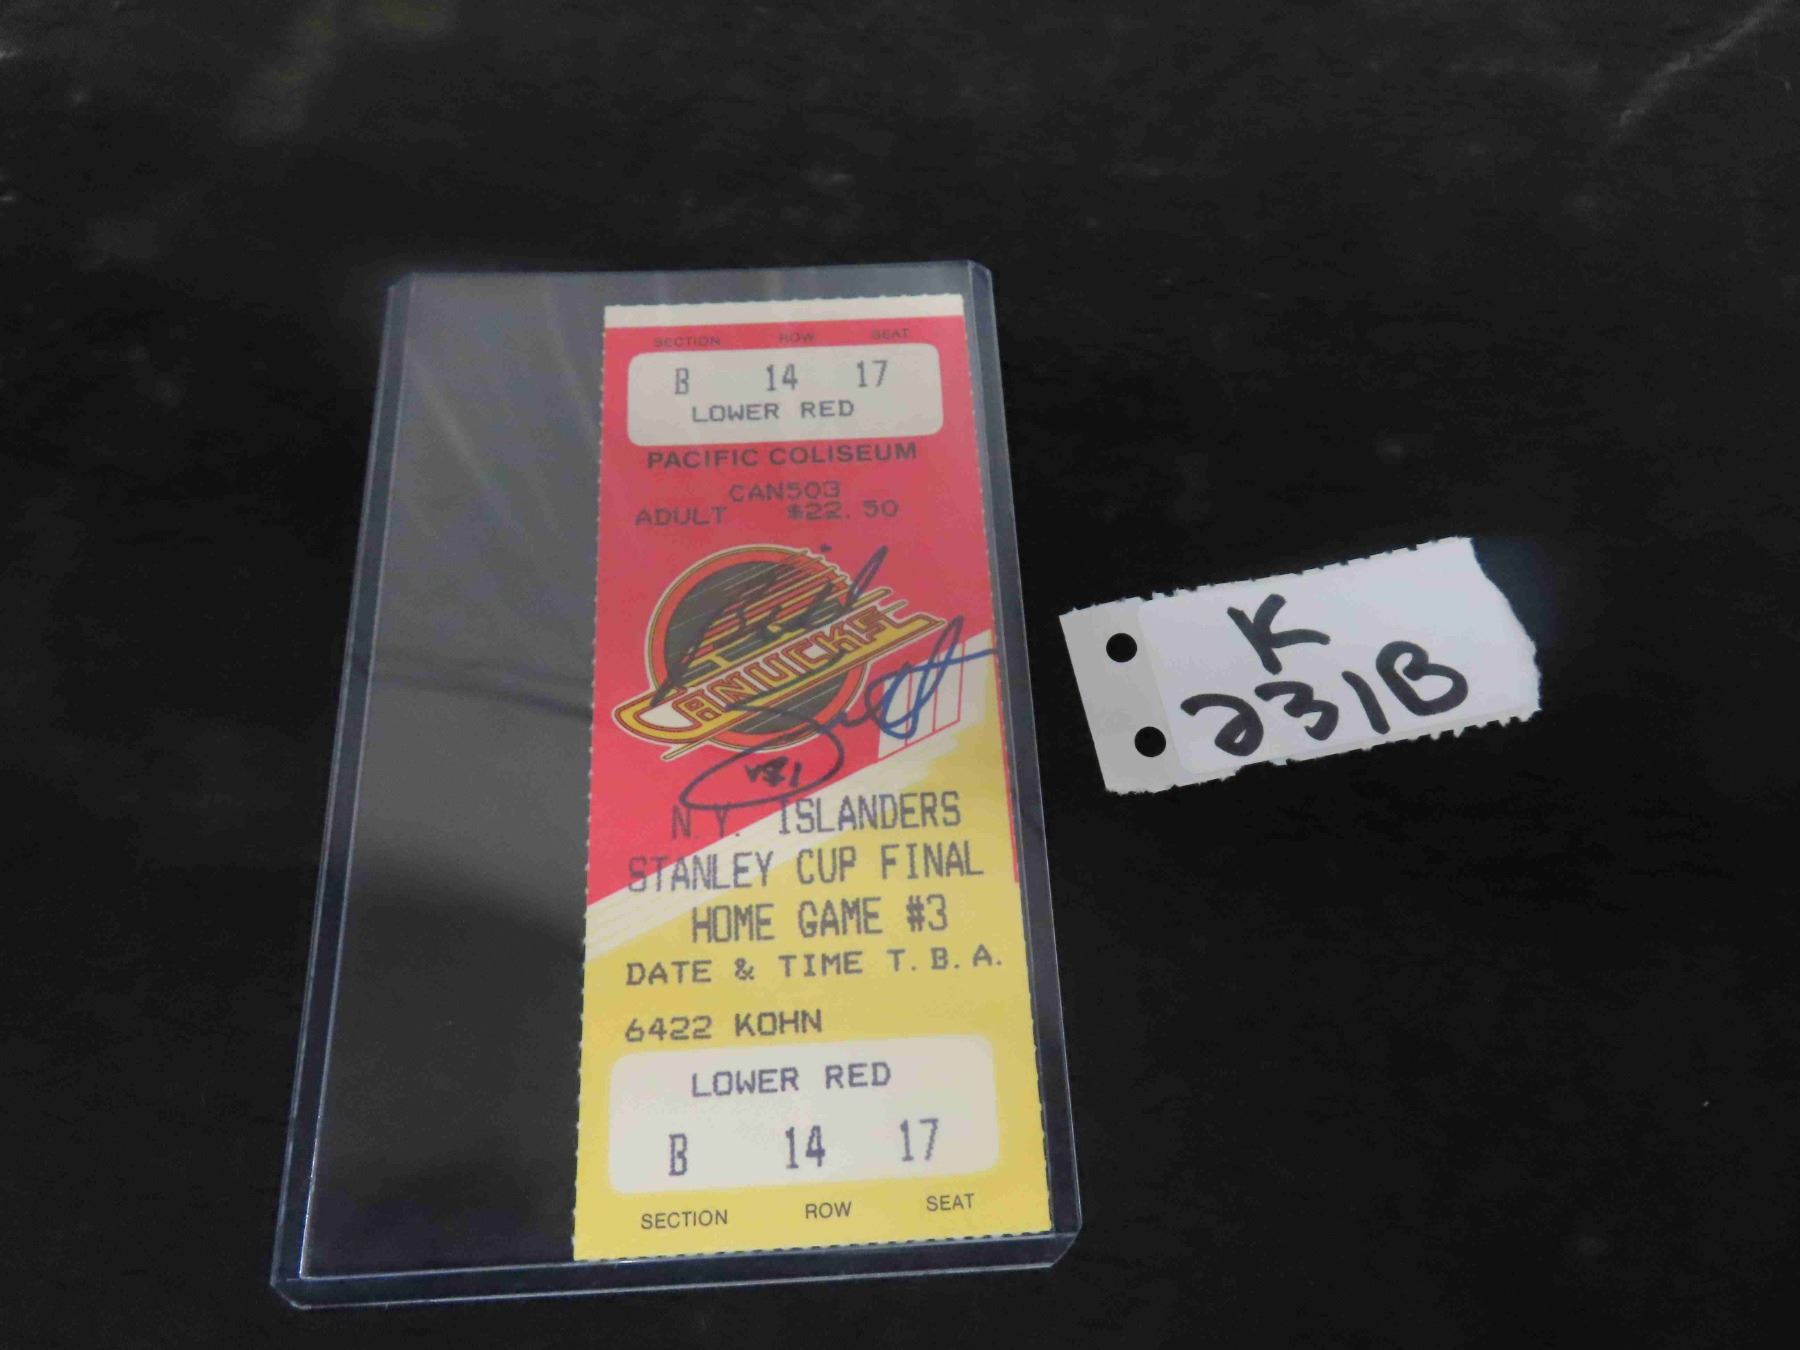 SECTION ROW SEAT
B 14 17
LOWER RED
PACIFIC COLISEUM
CAN503
ADULT $22.50
CANUCKS
N.Y. ISLANDERS
STANLEY CUP FINAL
HOME GAME #3
DATE & TIME T.B.A.
6422 KOHN
LOWER RED
B 14 17
SECTION ROW SEAT
K
231B